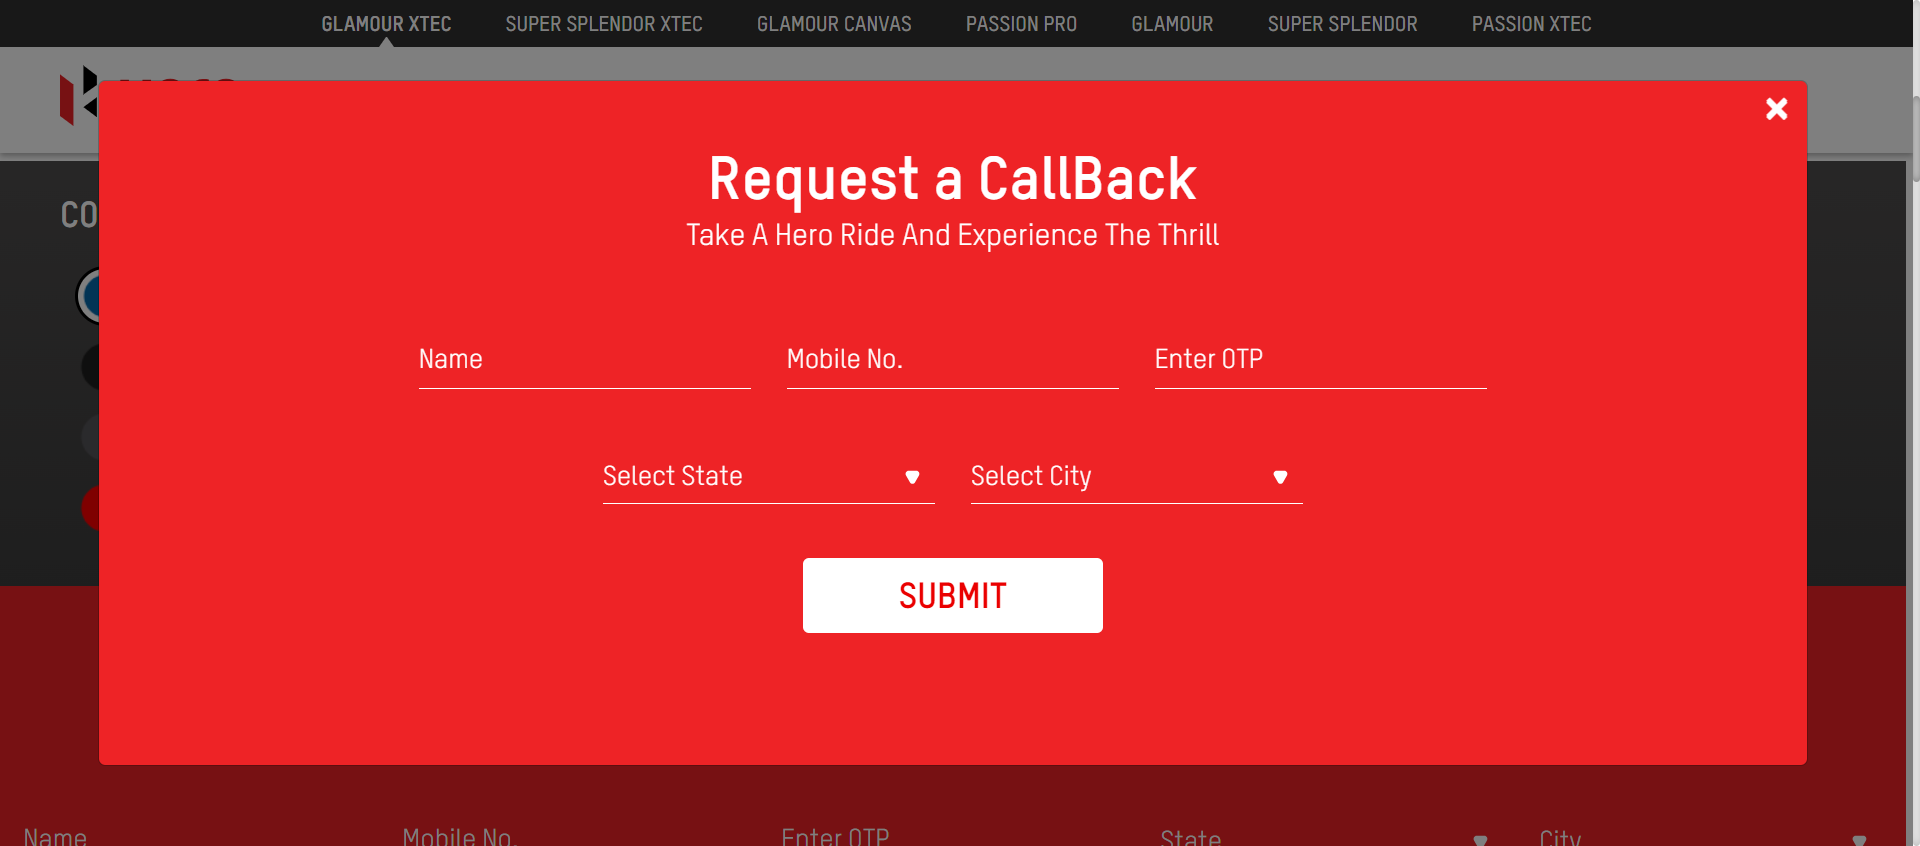 GLAMOUR XTEC SUPER SPLENDOR XTEC GLAMOUR CANVAS PASSION PRO GLAMOUR SUPER SPLENDOR PASSION XTEC
Request a CallBack
Take A Hero Ride And Experience The Thrill
Name Mobile No. Enter OTP
Select State Select City
SUBMIT
Name Mobile No. Enter OTP State City